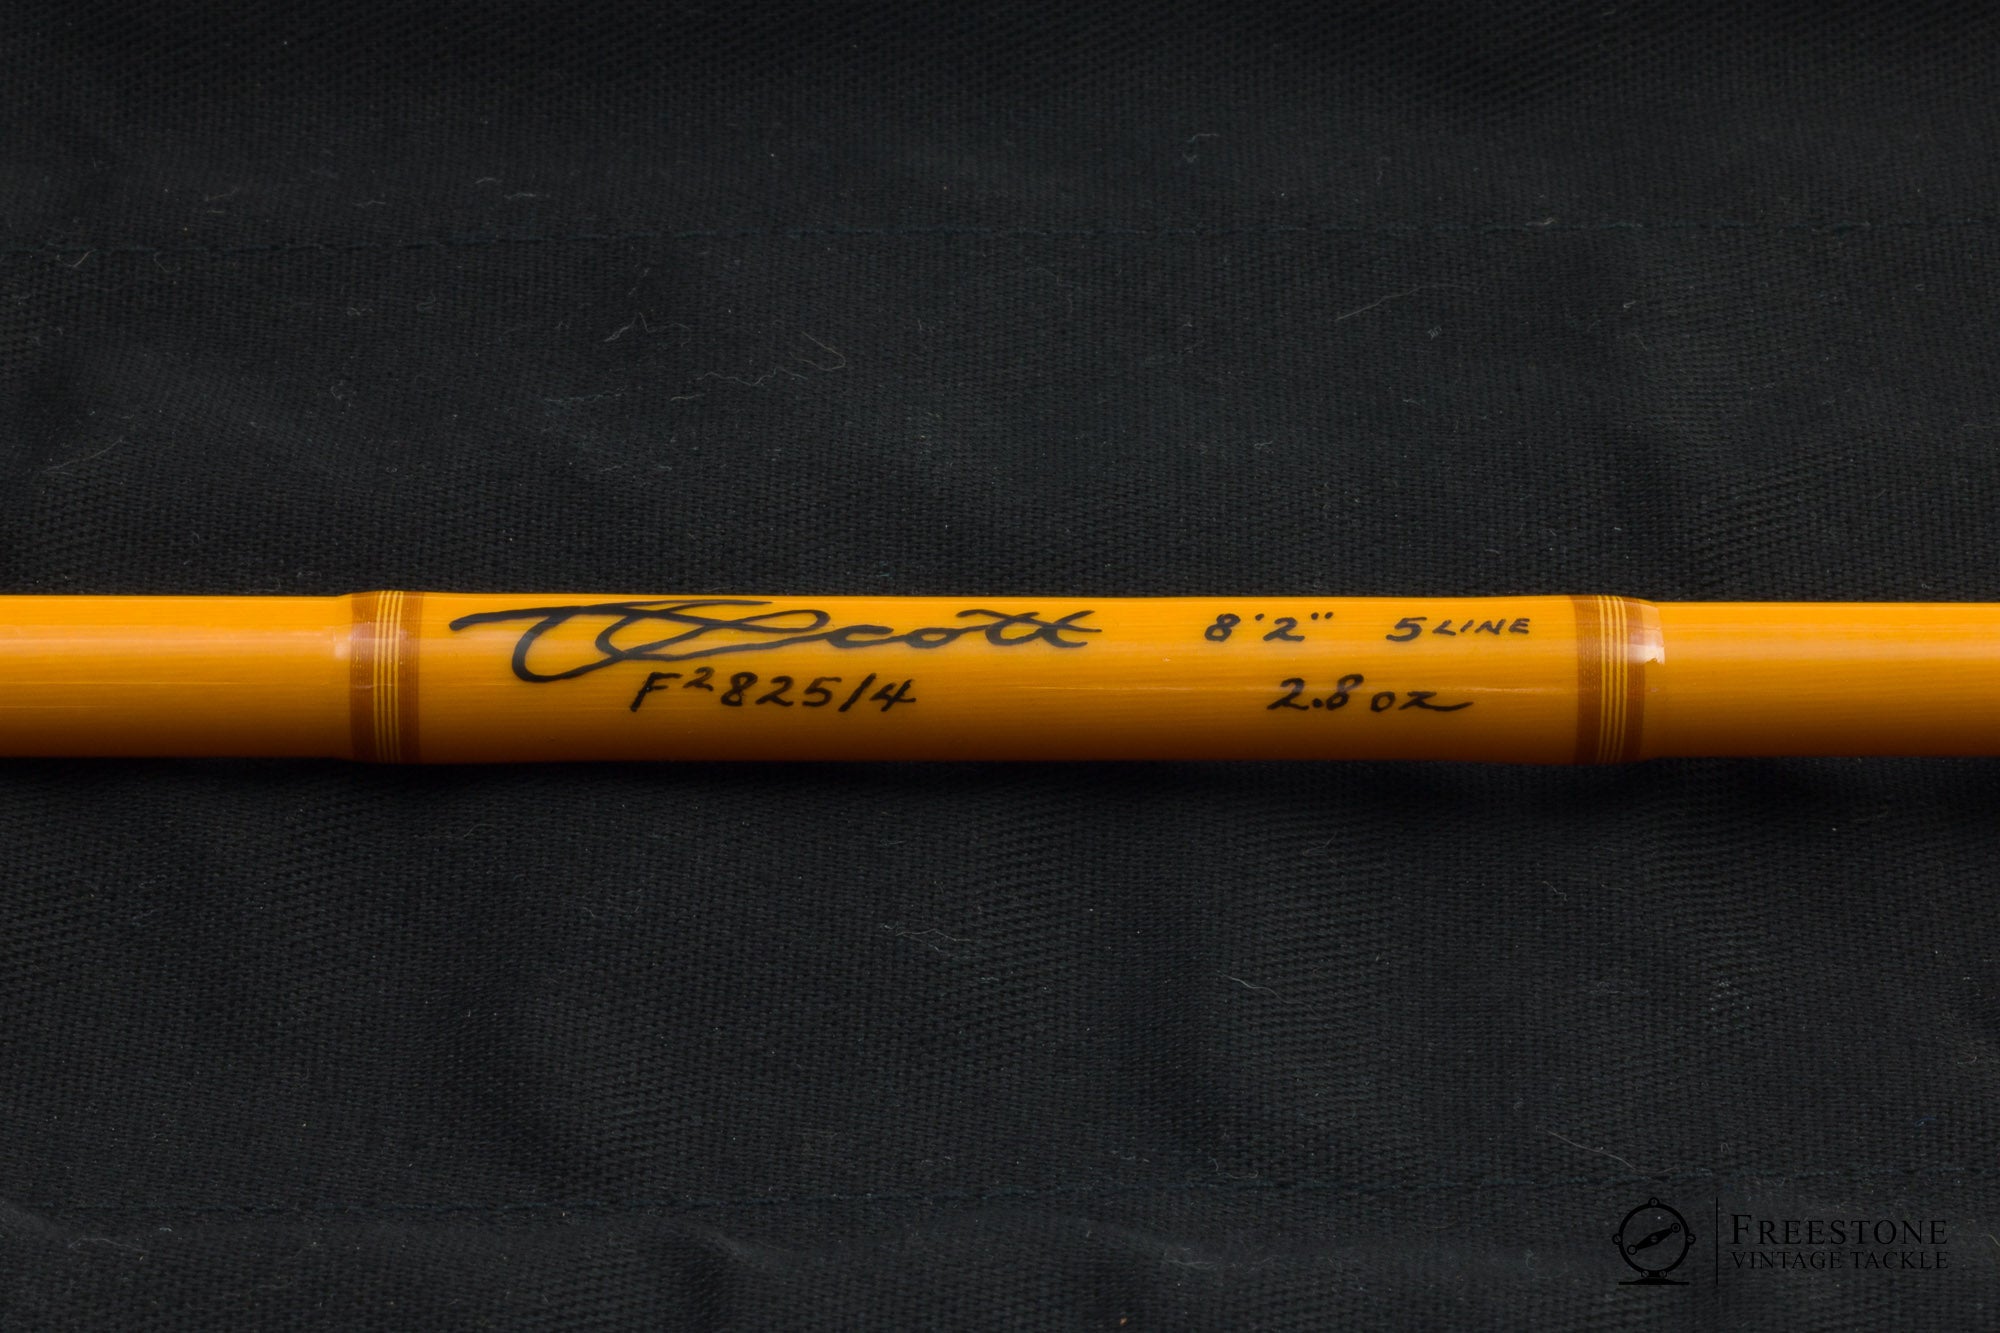 Scott 8'2" 5 LINE
F² 825/4 2.8 oz
FREESTONE
VINTAGE TACKLE